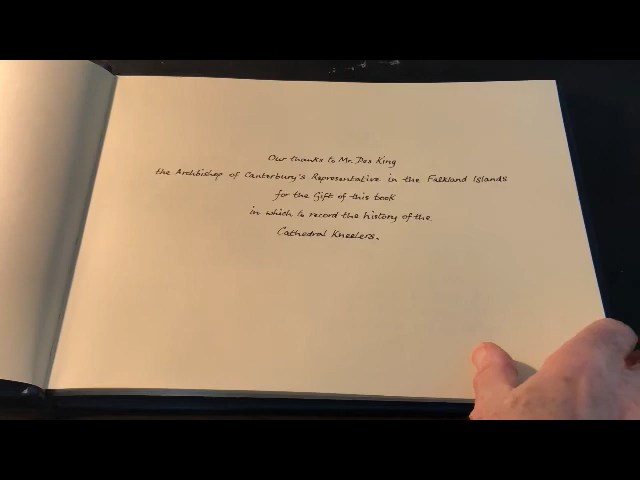 Our thanks to Mr. Des King
the Archbishop of Canterbury's Representative in the Falkland Islands
for the Gift of this book
in which to record the history of the
Cathedral Kneelers.